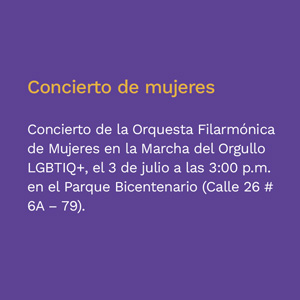 Concierto de mujeres
Concierto de la Orquesta Filarmónica
de Mujeres en la Marcha del Orgullo
LGBTIQ+, el 3 de julio a las 3:00 p.m.
en el Parque Bicentenario (Calle 26 #
6A – 79).